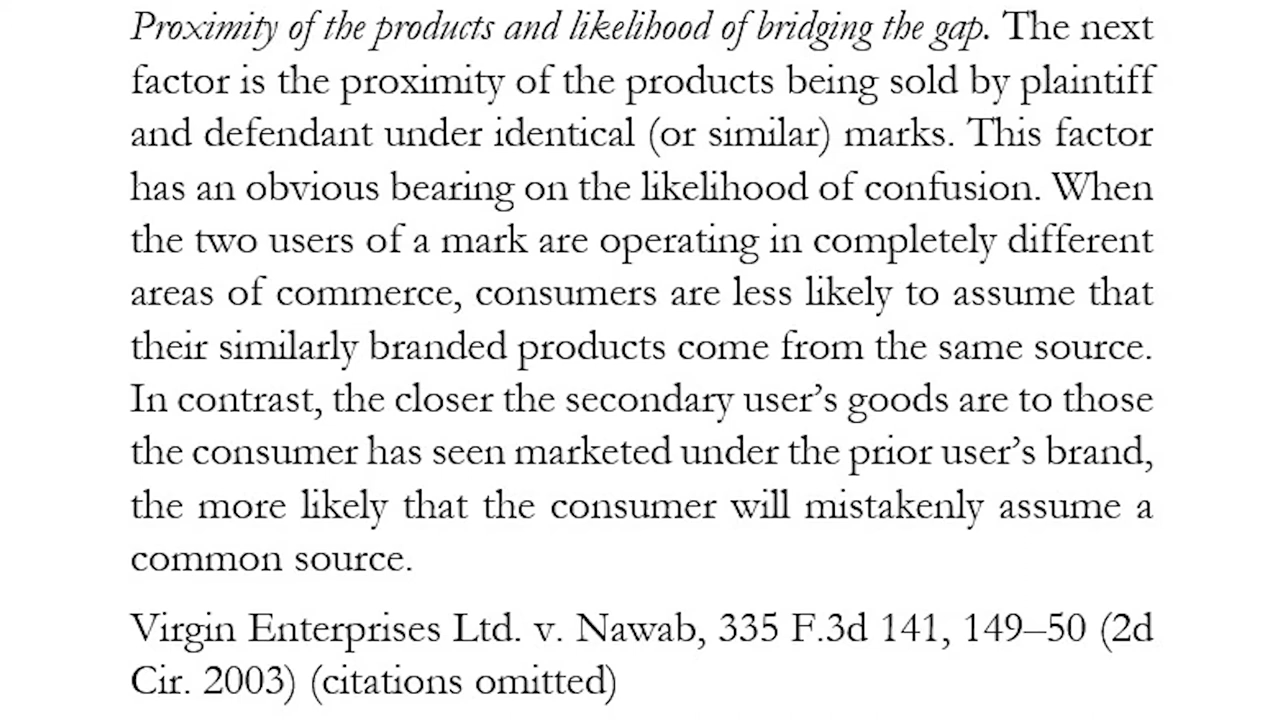 Proximity of the products and likelihood of bridging the gap. The next
factor is the proximity of the products being sold by plaintiff
and defendant under identical (or similar) marks. This factor
has an obvious bearing on the likelihood of confusion. When
the two users of a mark are operating in completely different
areas of commerce, consumers are less likely to assume that
their similarly branded products come from the same source.
In contrast, the closer the secondary user’s goods are to those
the consumer has seen marketed under the prior user’s brand,
the more likely that the consumer will mistakenly assume a
common source.
Virgin Enterprises Ltd. v. Nawab, 335 F.3d 141, 149–50 (2d
Cir. 2003) (citations omitted)